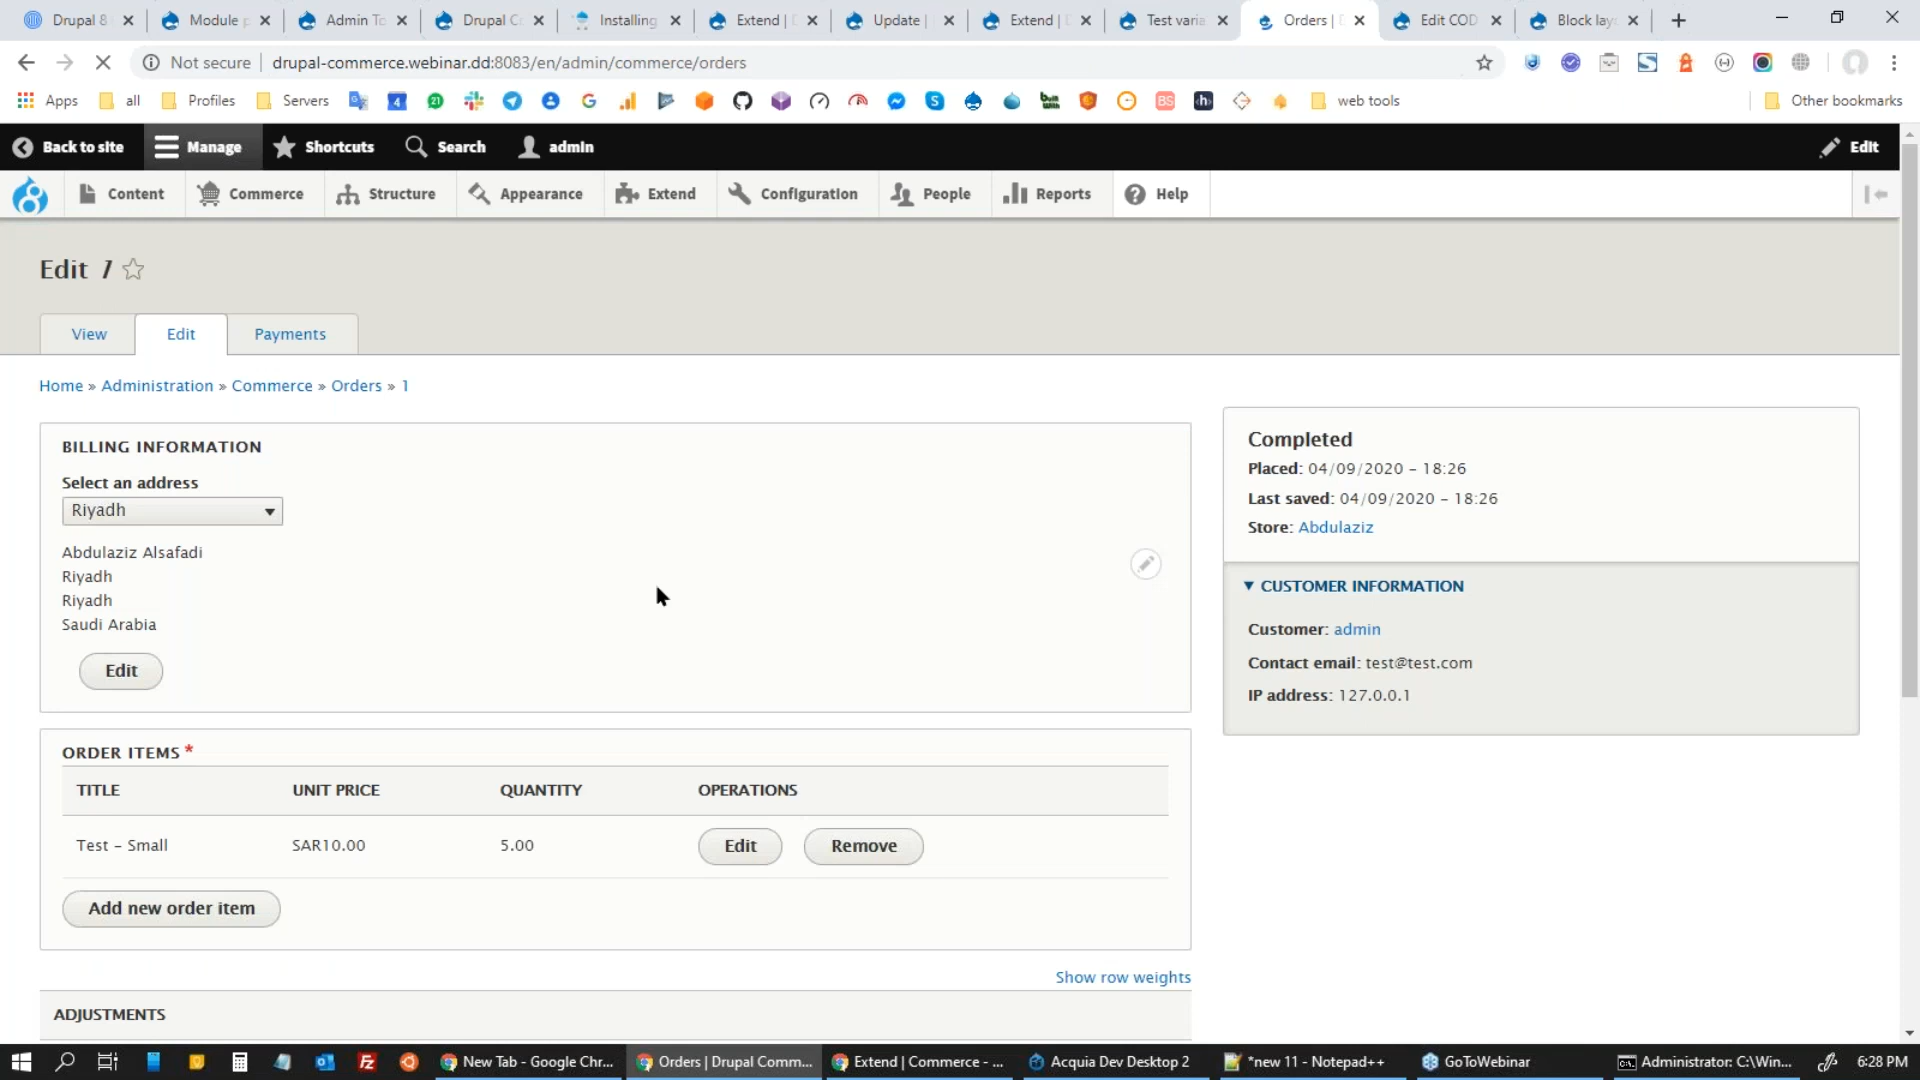 Drupal 8
Module p
Admin To
Drupal C
Installing
Extend | D
Update |
Extend | D
Test varia
Orders | D
Edit COD
Block lay
Not secure | drupal-commerce.webinar.dd:8083/en/admin/commerce/orders
Apps
all
Profiles
Servers
web tools
Other bookmarks
Back to site
Manage
Shortcuts
Search
admin
Edit
Content
Commerce
Structure
Appearance
Extend
Configuration
People
Reports
Help
Edit 1
View
Edit
Payments
Home » Administration » Commerce » Orders » 1
BILLING INFORMATION
Select an address
Riyadh
Abdulaziz Alsafadi
Riyadh
Riyadh
Saudi Arabia
Edit
Completed
Placed: 04/09/2020 - 18:26
Last saved: 04/09/2020 - 18:26
Store: Abdulaziz
CUSTOMER INFORMATION
Customer: admin
Contact email: test@test.com
IP address: 127.0.0.1
ORDER ITEMS *
TITLE UNIT PRICE QUANTITY OPERATIONS
Test - Small SAR10.00 5.00 Edit Remove
Add new order item
Show row weights
ADJUSTMENTS
New Tab - Google Chr...
Orders | Drupal Comm...
Extend | Commerce - ...
Acquia Dev Desktop 2
*new 11 - Notepad++
GoToWebinar
Administrator: C:\Win...
6:28 PM